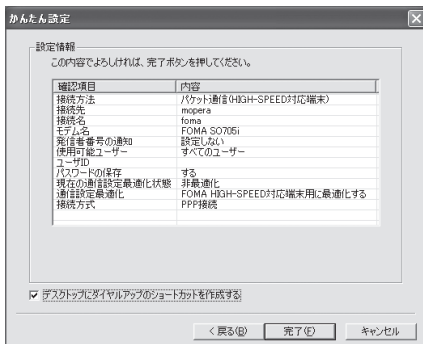 かんたん設定
設定情報
この内容でよろしければ、完了ボタンを押してください。
確認項目 内容
接続方法 パケット通信(HIGH-SPEED対応端末)
接続先 mopera
接続名 foma
モデム名 FOMA SO705i
発信者番号の通知 設定しない
使用可能ユーザー すべてのユーザー
ユーザID
パスワードの保存 する
現在の通信設定最適化状態 非最適化
通信設定最適化 FOMA HIGH-SPEED対応端末用に最適化する
接続方式 PPP接続
デスクトップにダイヤルアップのショートカットを作成する
< 戻る(B) 完了(F) キャンセル